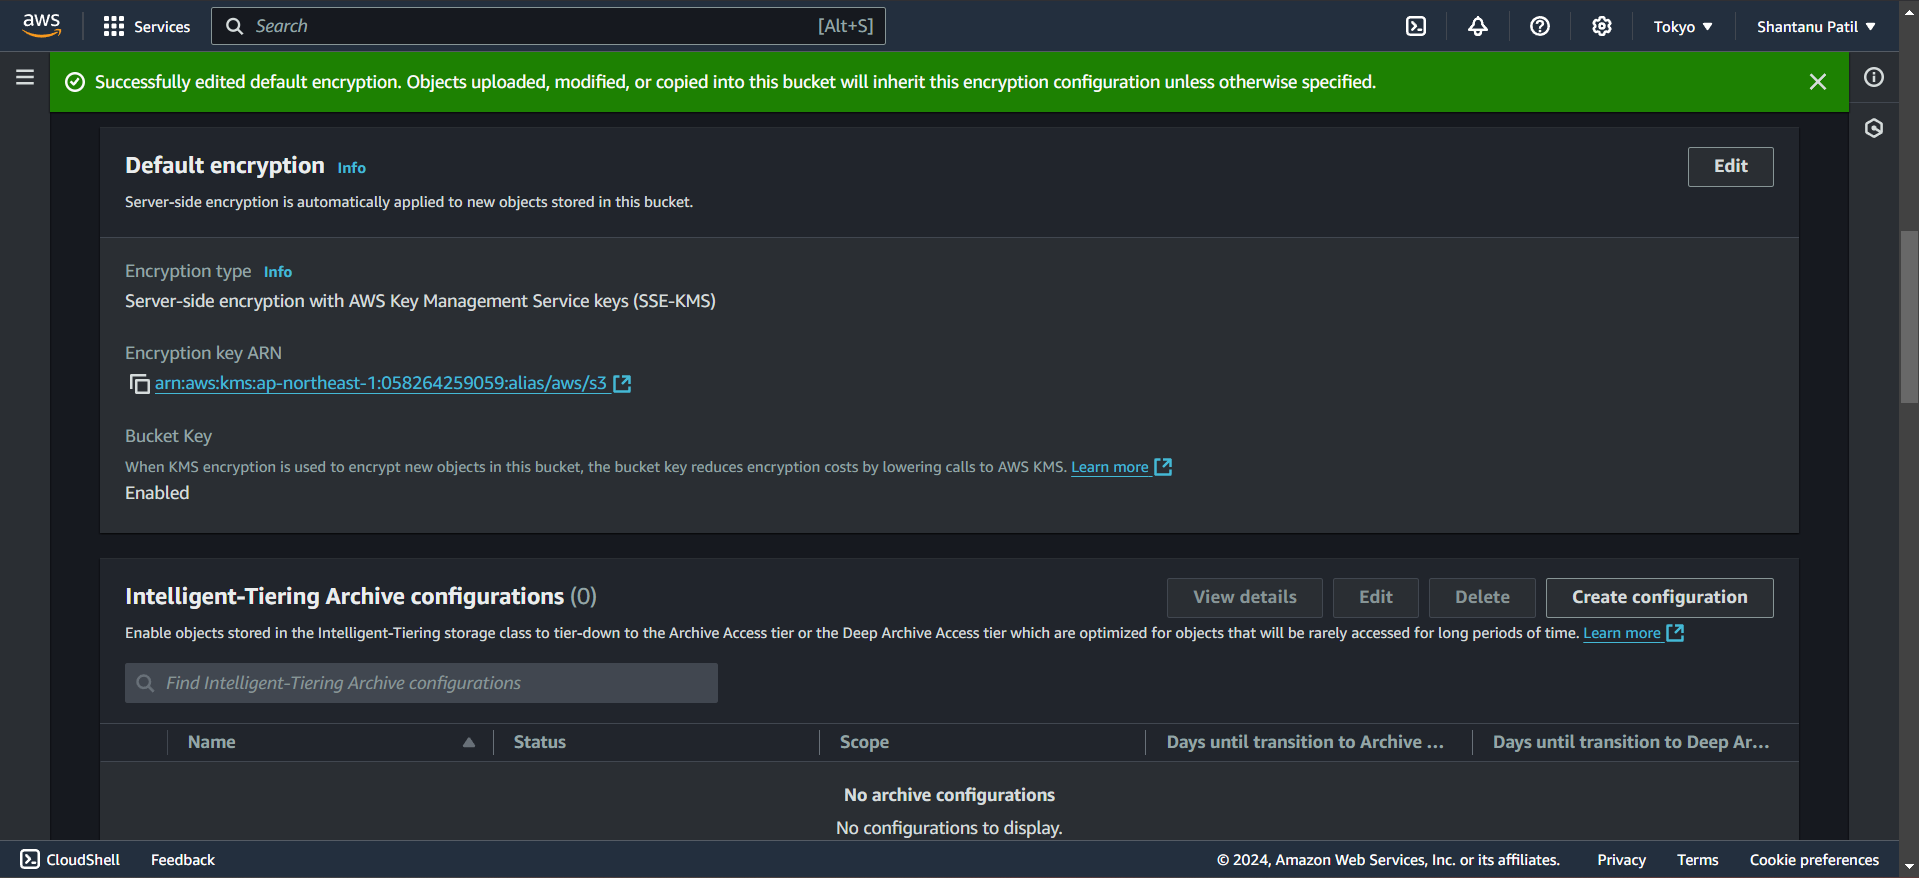 aws
Services
Search
[Alt+S]
Tokyo
Shantanu Patil
Successfully edited default encryption. Objects uploaded, modified, or copied into this bucket will inherit this encryption configuration unless otherwise specified.
Default encryption Info
Edit
Server-side encryption is automatically applied to new objects stored in this bucket.
Encryption type Info
Server-side encryption with AWS Key Management Service keys (SSE-KMS)
Encryption key ARN
arn:aws:kms:ap-northeast-1:058264259059:alias/aws/s3
Bucket Key
When KMS encryption is used to encrypt new objects in this bucket, the bucket key reduces encryption costs by lowering calls to AWS KMS. Learn more
Enabled
Intelligent-Tiering Archive configurations (0)
View details
Edit
Delete
Create configuration
Enable objects stored in the Intelligent-Tiering storage class to tier-down to the Archive Access tier or the Deep Archive Access tier which are optimized for objects that will be rarely accessed for long periods of time. Learn more
Find Intelligent-Tiering Archive configurations
Name
Status
Scope
Days until transition to Archive ...
Days until transition to Deep Ar...
No archive configurations
No configurations to display.
CloudShell
Feedback
© 2024, Amazon Web Services, Inc. or its affiliates.
Privacy
Terms
Cookie preferences